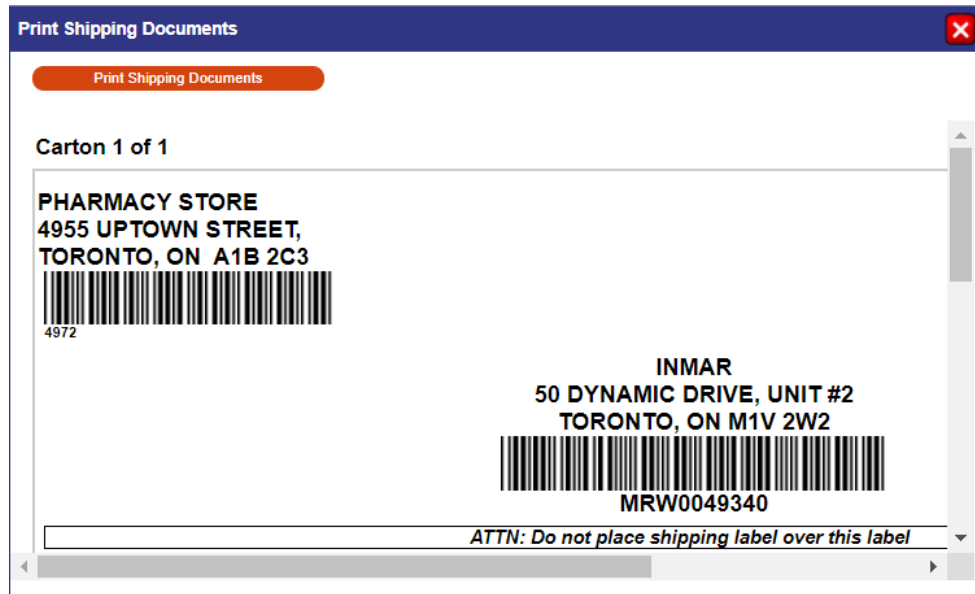 Print Shipping Documents
Print Shipping Documents
Carton 1 of 1
PHARMACY STORE
4955 UPTOWN STREET,
TORONTO, ON  A1B 2C3
4972
INMAR
50 DYNAMIC DRIVE, UNIT #2
TORONTO, ON M1V 2W2
MRW0049340
ATTN: Do not place shipping label over this label